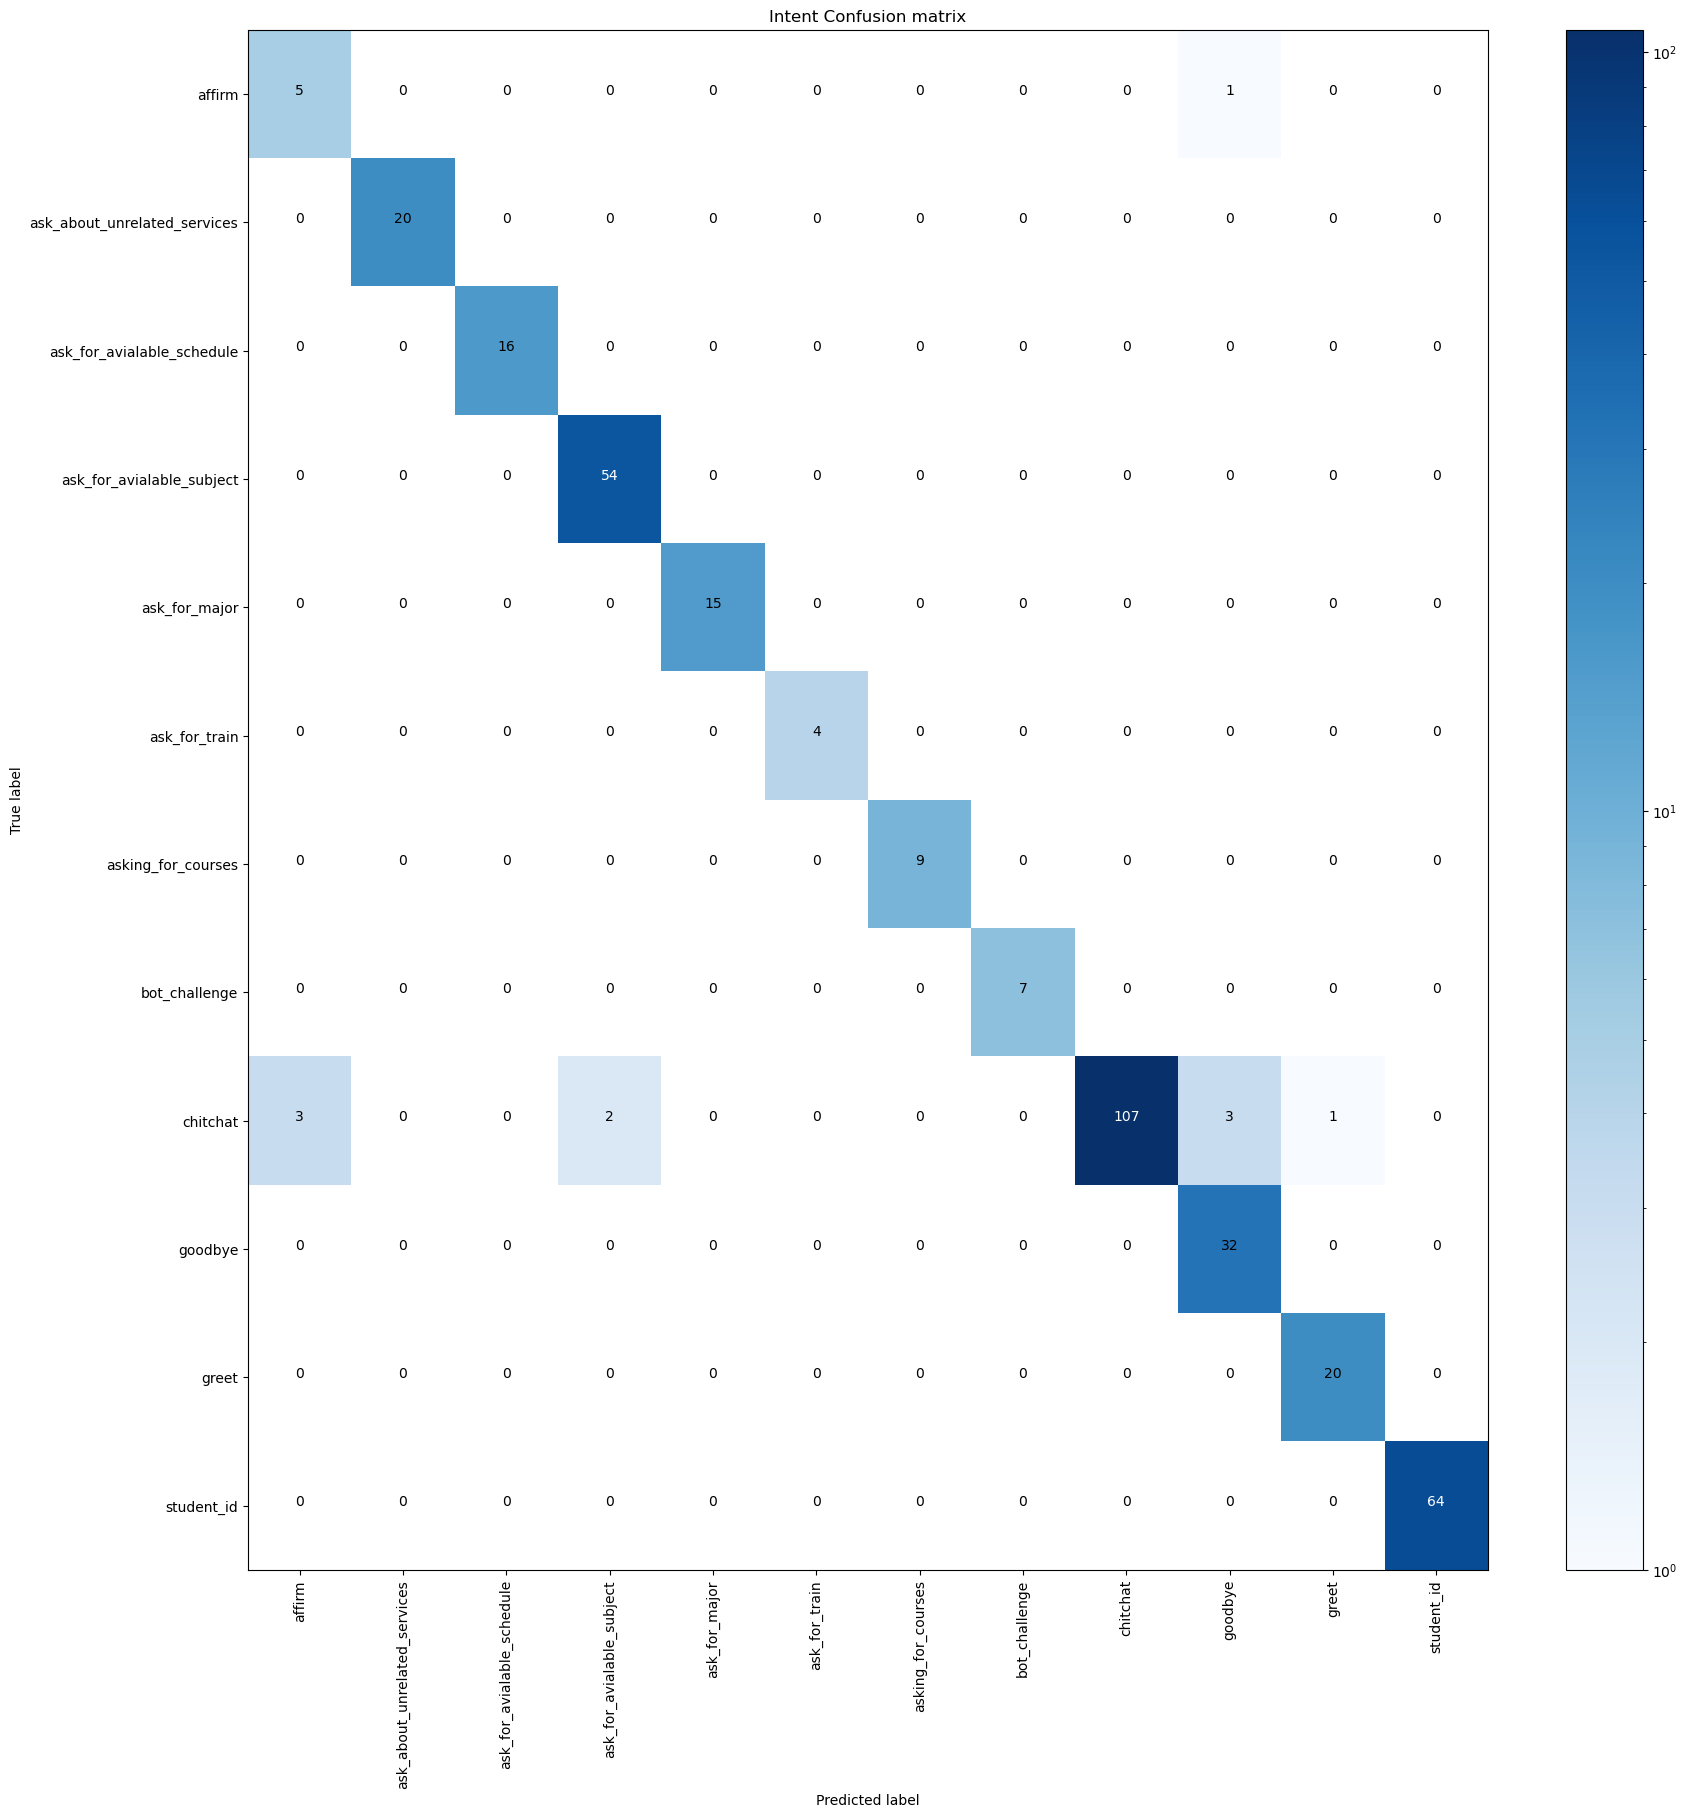 Intent Confusion matrix
affirm 5 0 0 0 0 0 0 0 0 1 0 0
ask_about_unrelated_services 0 20 0 0 0 0 0 0 0 0 0 0
ask_for_avialable_schedule 0 0 16 0 0 0 0 0 0 0 0 0
ask_for_avialable_subject 0 0 0 54 0 0 0 0 0 0 0 0
ask_for_major 0 0 0 0 15 0 0 0 0 0 0 0
ask_for_train 0 0 0 0 0 4 0 0 0 0 0 0
asking_for_courses 0 0 0 0 0 0 9 0 0 0 0 0
bot_challenge 0 0 0 0 0 0 0 7 0 0 0 0
chitchat 3 0 0 2 0 0 0 0 107 3 1 0
goodbye 0 0 0 0 0 0 0 0 0 32 0 0
greet 0 0 0 0 0 0 0 0 0 0 20 0
student_id 0 0 0 0 0 0 0 0 0 0 0 64
True label
affirm
ask_about_unrelated_services
ask_for_avialable_schedule
ask_for_avialable_subject
ask_for_major
ask_for_train
asking_for_courses
bot_challenge
chitchat
goodbye
greet
student_id
Predicted label
10²
10¹
10⁰